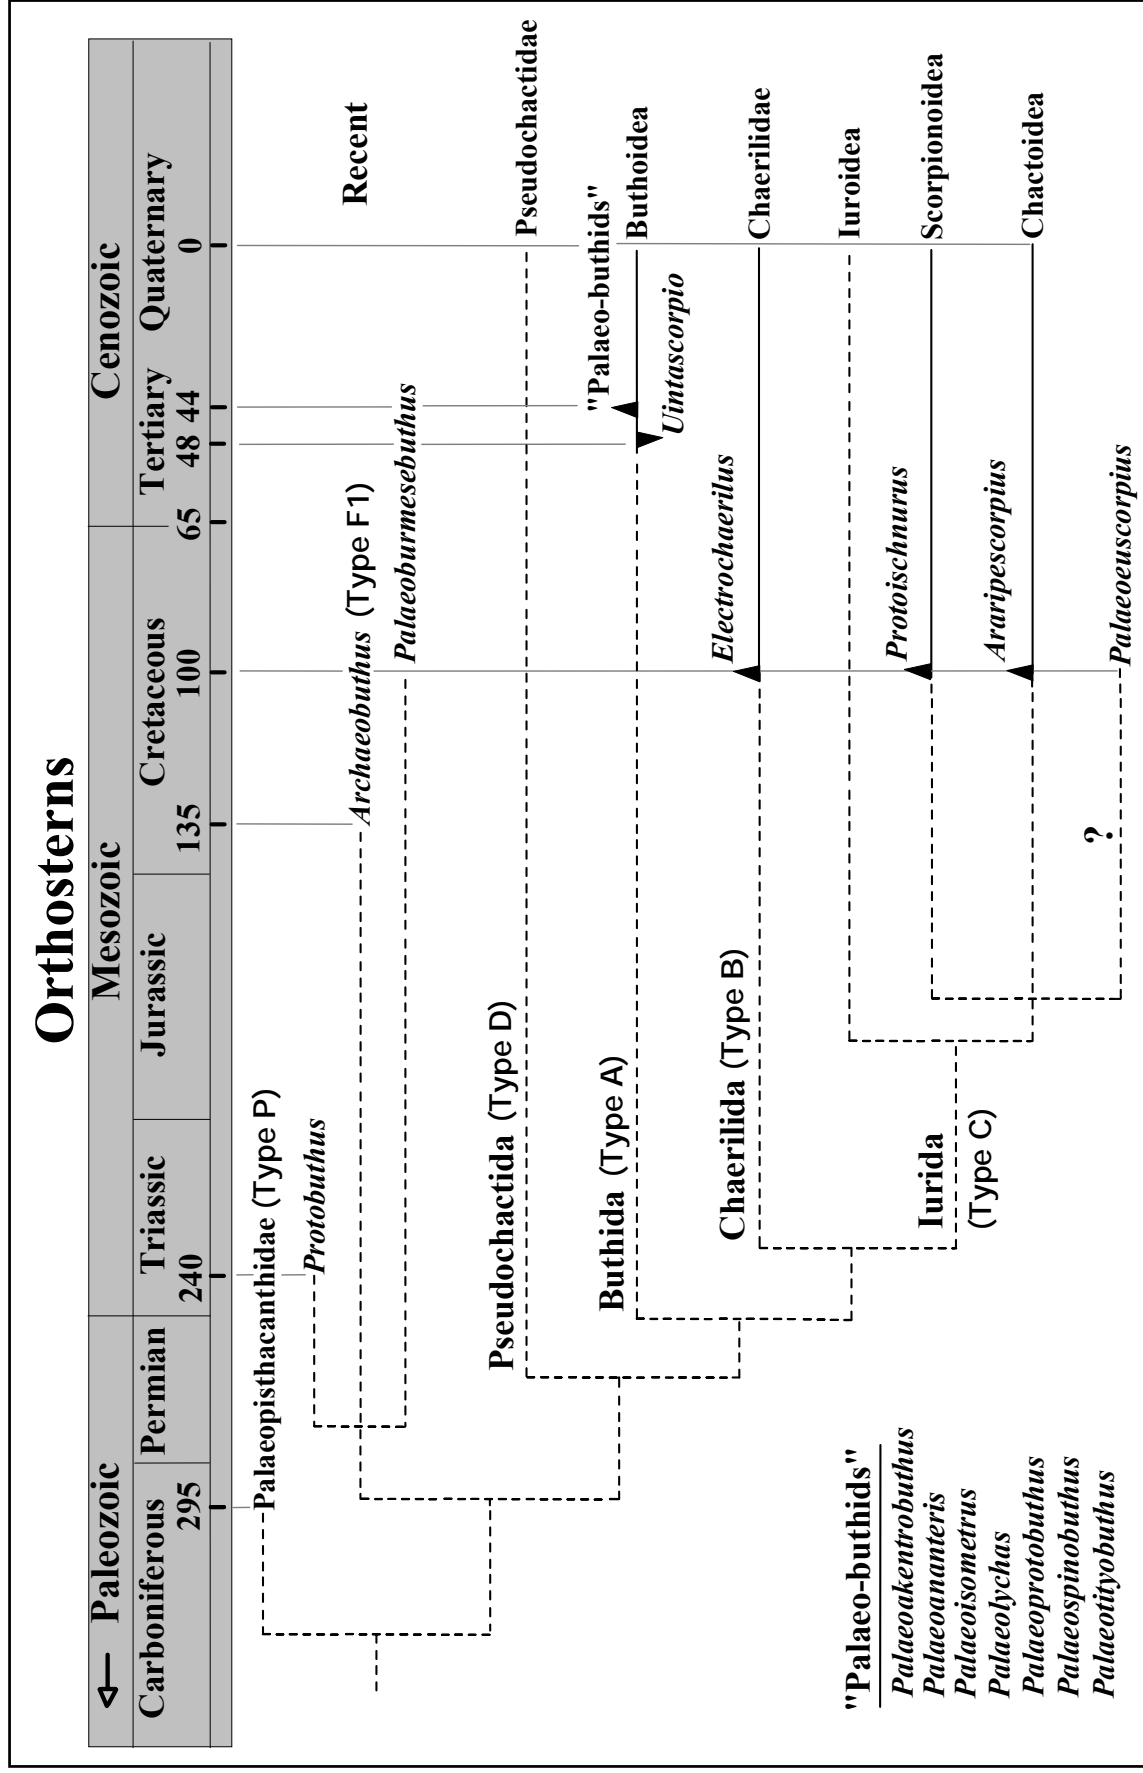 Orthosterns
Paleozoic
Mesozoic
Cenozoic
Carboniferous
Permian
Triassic
Jurassic
Cretaceous
Tertiary
Quaternary
295
240
135
100
65
48
44
0
Recent
Palaeopisthacanthidae (Type P)
Protobuthus
Archaeobuthus (Type F1)
Palaeoburmesebuthus
Pseudochactida (Type D)
Pseudochactidae
"Palaeo-buthids"
Buthida (Type A)
Buthoidea
Uintascorpio
Electrochaerilus
Chaerilida (Type B)
Chaerilidae
Iuroidea
Protoischnurus
Iurida
(Type C)
Scorpionoidea
Araripescorpius
Chactoidea
?
Palaeoeuscorpius
"Palaeo-buthids"
Palaeoakentrobuthus
Palaeoananteris
Palaeoisometrus
Palaeolychas
Palaeoprotobuthus
Palaeospinobuthus
Palaeotityobuthus